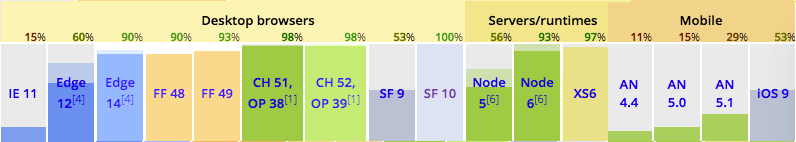 Desktop browsers Servers/runtimes Mobile
15% 60% 90% 90% 93% 98% 98% 53% 100% 56% 93% 97% 11% 15% 29% 53%
IE 11 Edge 12[4] Edge 14[4] FF 48 FF 49 CH 51, OP 38[1] CH 52, OP 39[1] SF 9 SF 10 Node 5[6] Node 6[6] XS6 AN 4.4 AN 5.0 AN 5.1 iOS 9